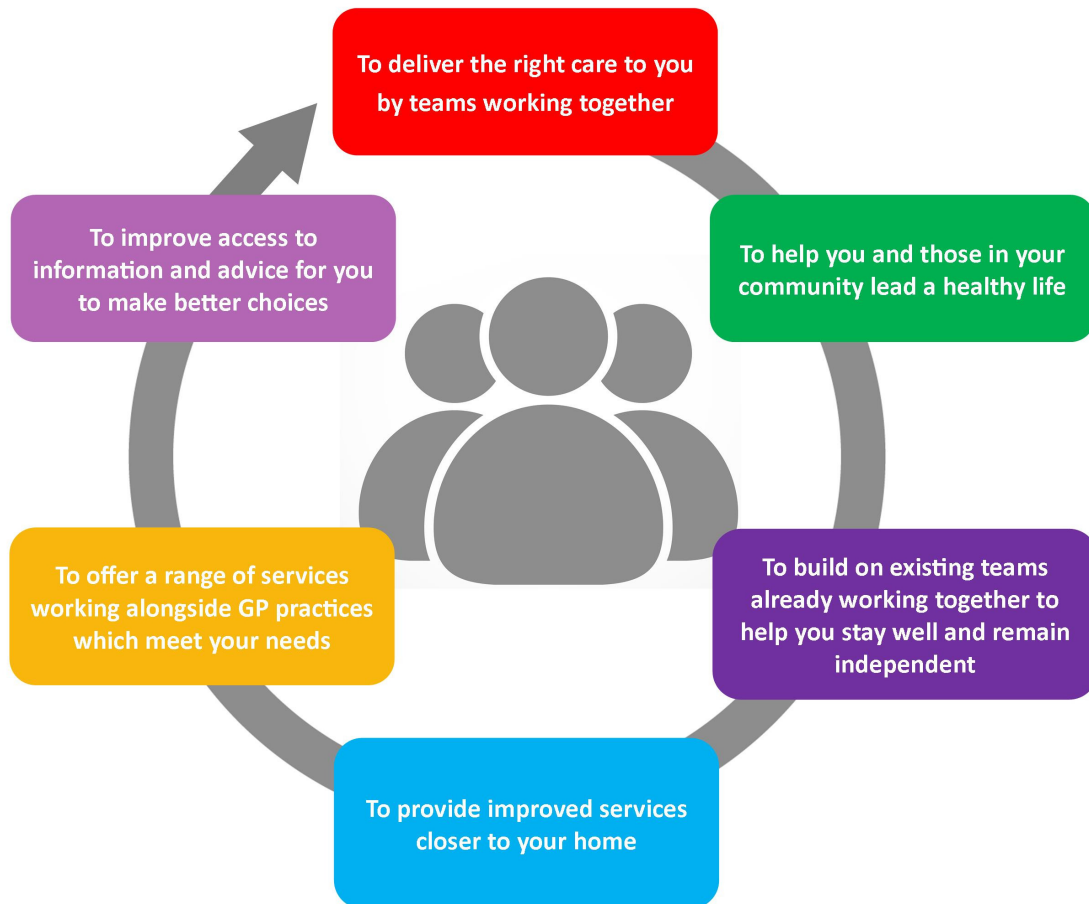 To deliver the right care to you
by teams working together
To help you and those in your
community lead a healthy life
To build on existing teams
already working together to
help you stay well and remain
independent
To provide improved services
closer to your home
To offer a range of services
working alongside GP practices
which meet your needs
To improve access to
information and advice for you
to make better choices